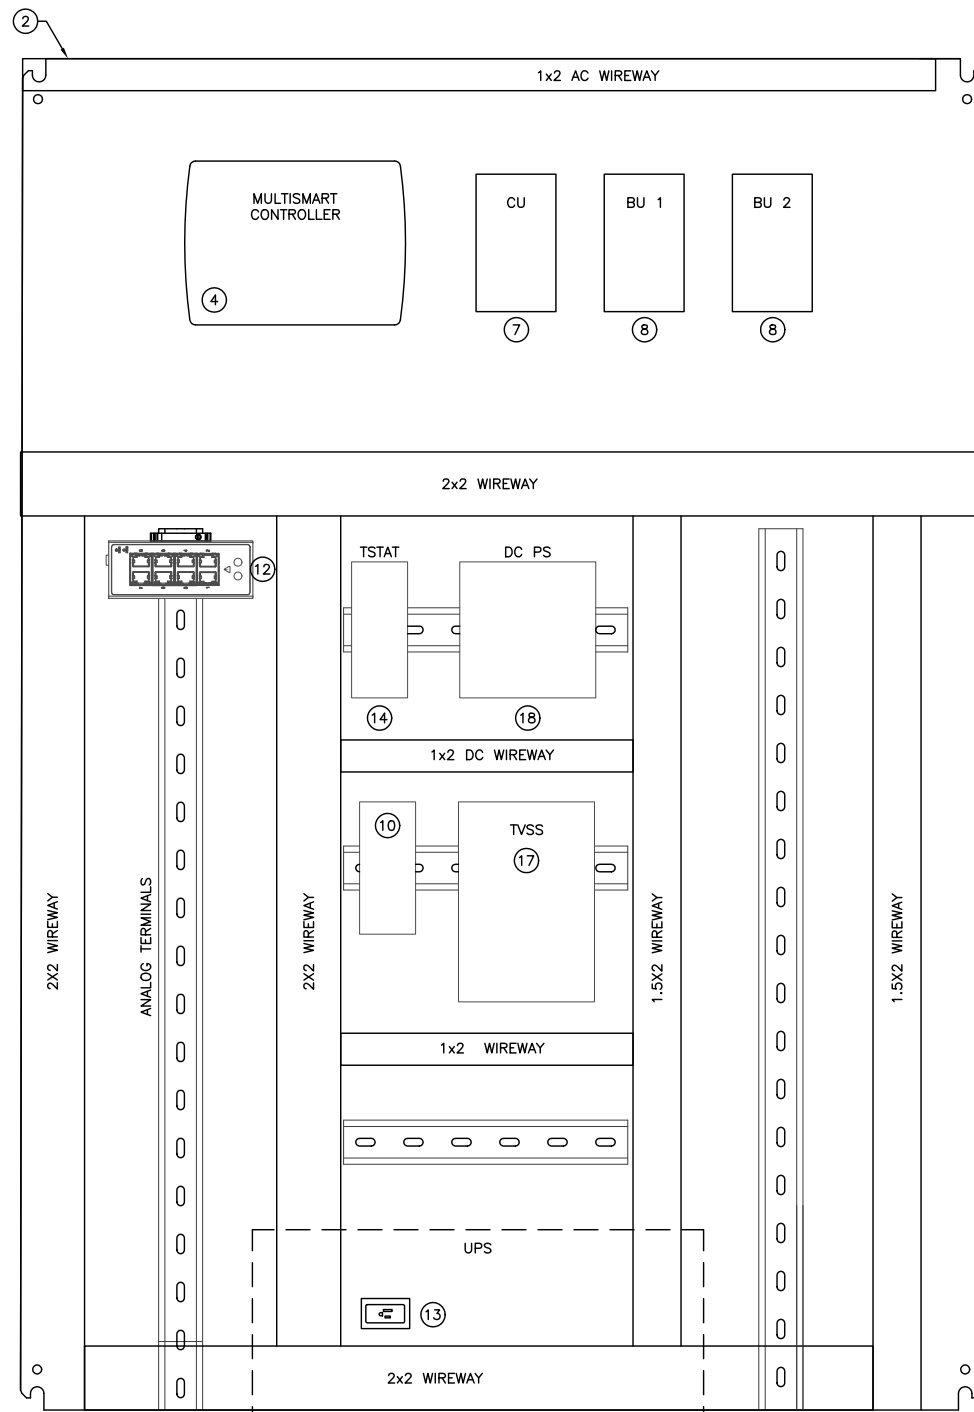 2
1x2 AC WIREWAY
MULTISMART
CONTROLLER
4
CU
7
BU 1
8
BU 2
8
2x2 WIREWAY
12
TSTAT
14
DC PS
18
1x2 DC WIREWAY
10
TVSS
17
2X2 WIREWAY
ANALOG TERMINALS
2X2 WIREWAY
1.5X2 WIREWAY
1.5X2 WIREWAY
1x2 WIREWAY
UPS
13
2x2 WIREWAY